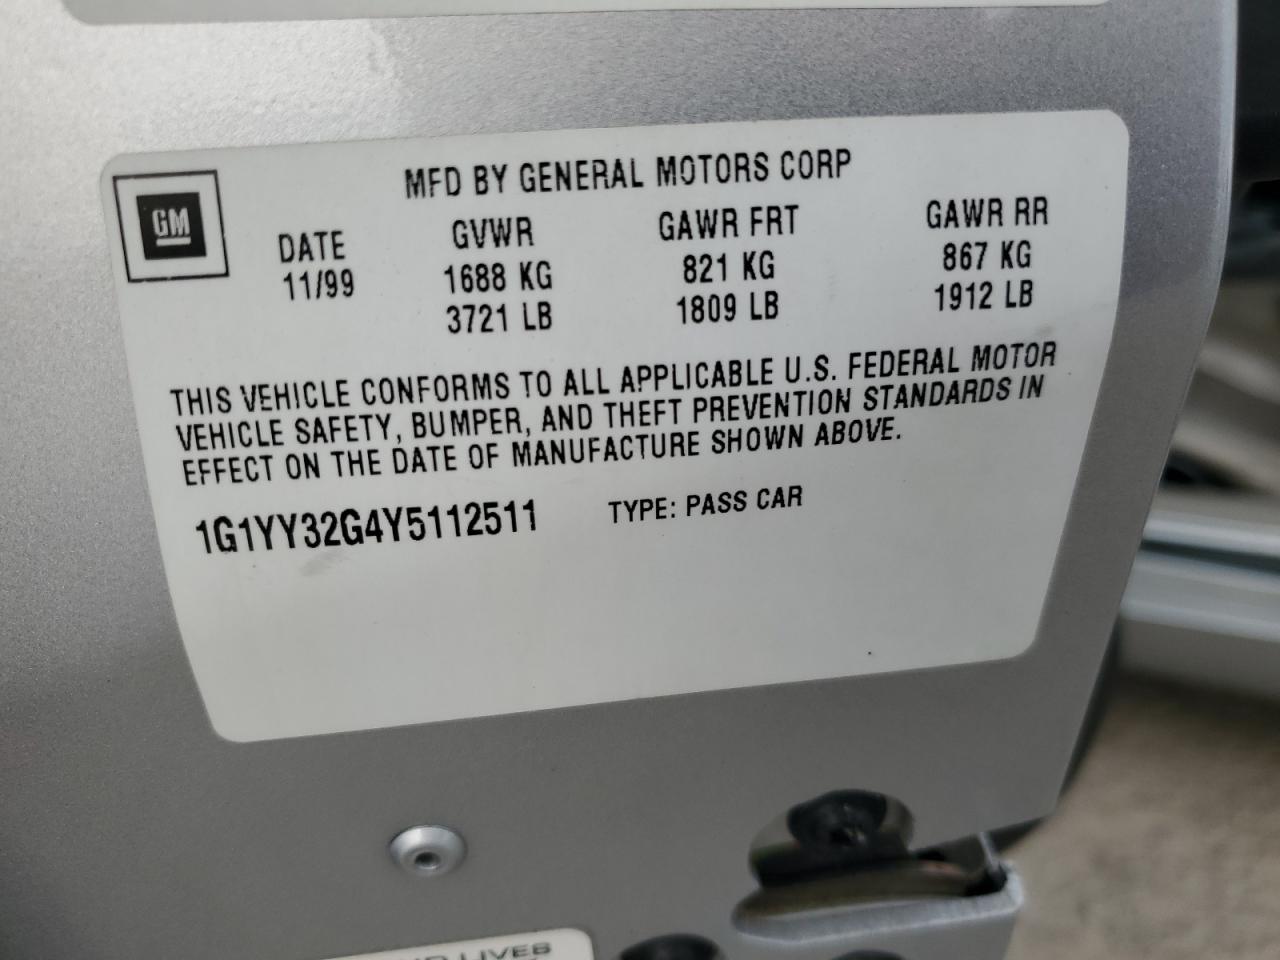 MFD BY GENERAL MOTORS CORP
GM
DATE GVWR GAWR FRT GAWR RR
11/99 1688 KG 821 KG 867 KG
3721 LB 1809 LB 1912 LB
THIS VEHICLE CONFORMS TO ALL APPLICABLE U.S. FEDERAL MOTOR
VEHICLE SAFETY, BUMPER, AND THEFT PREVENTION STANDARDS IN
EFFECT ON THE DATE OF MANUFACTURE SHOWN ABOVE.
1G1YY32G4Y5112511 TYPE: PASS CAR
LIVES